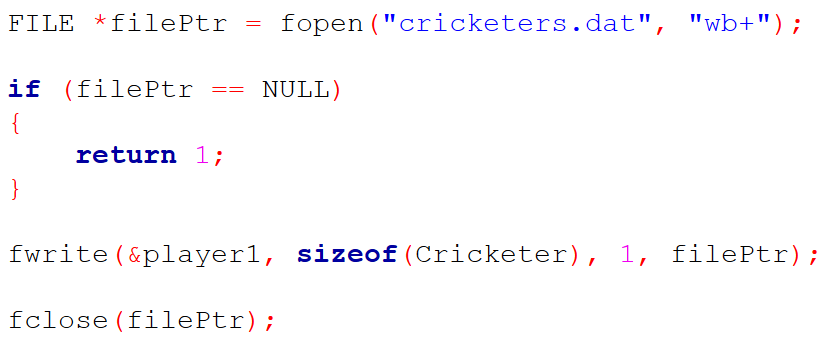 FILE *filePtr = fopen("cricketers.dat", "wb+");
if (filePtr == NULL)
{
    return 1;
}
fwrite(&player1, sizeof(Cricketer), 1, filePtr);
fclose(filePtr);